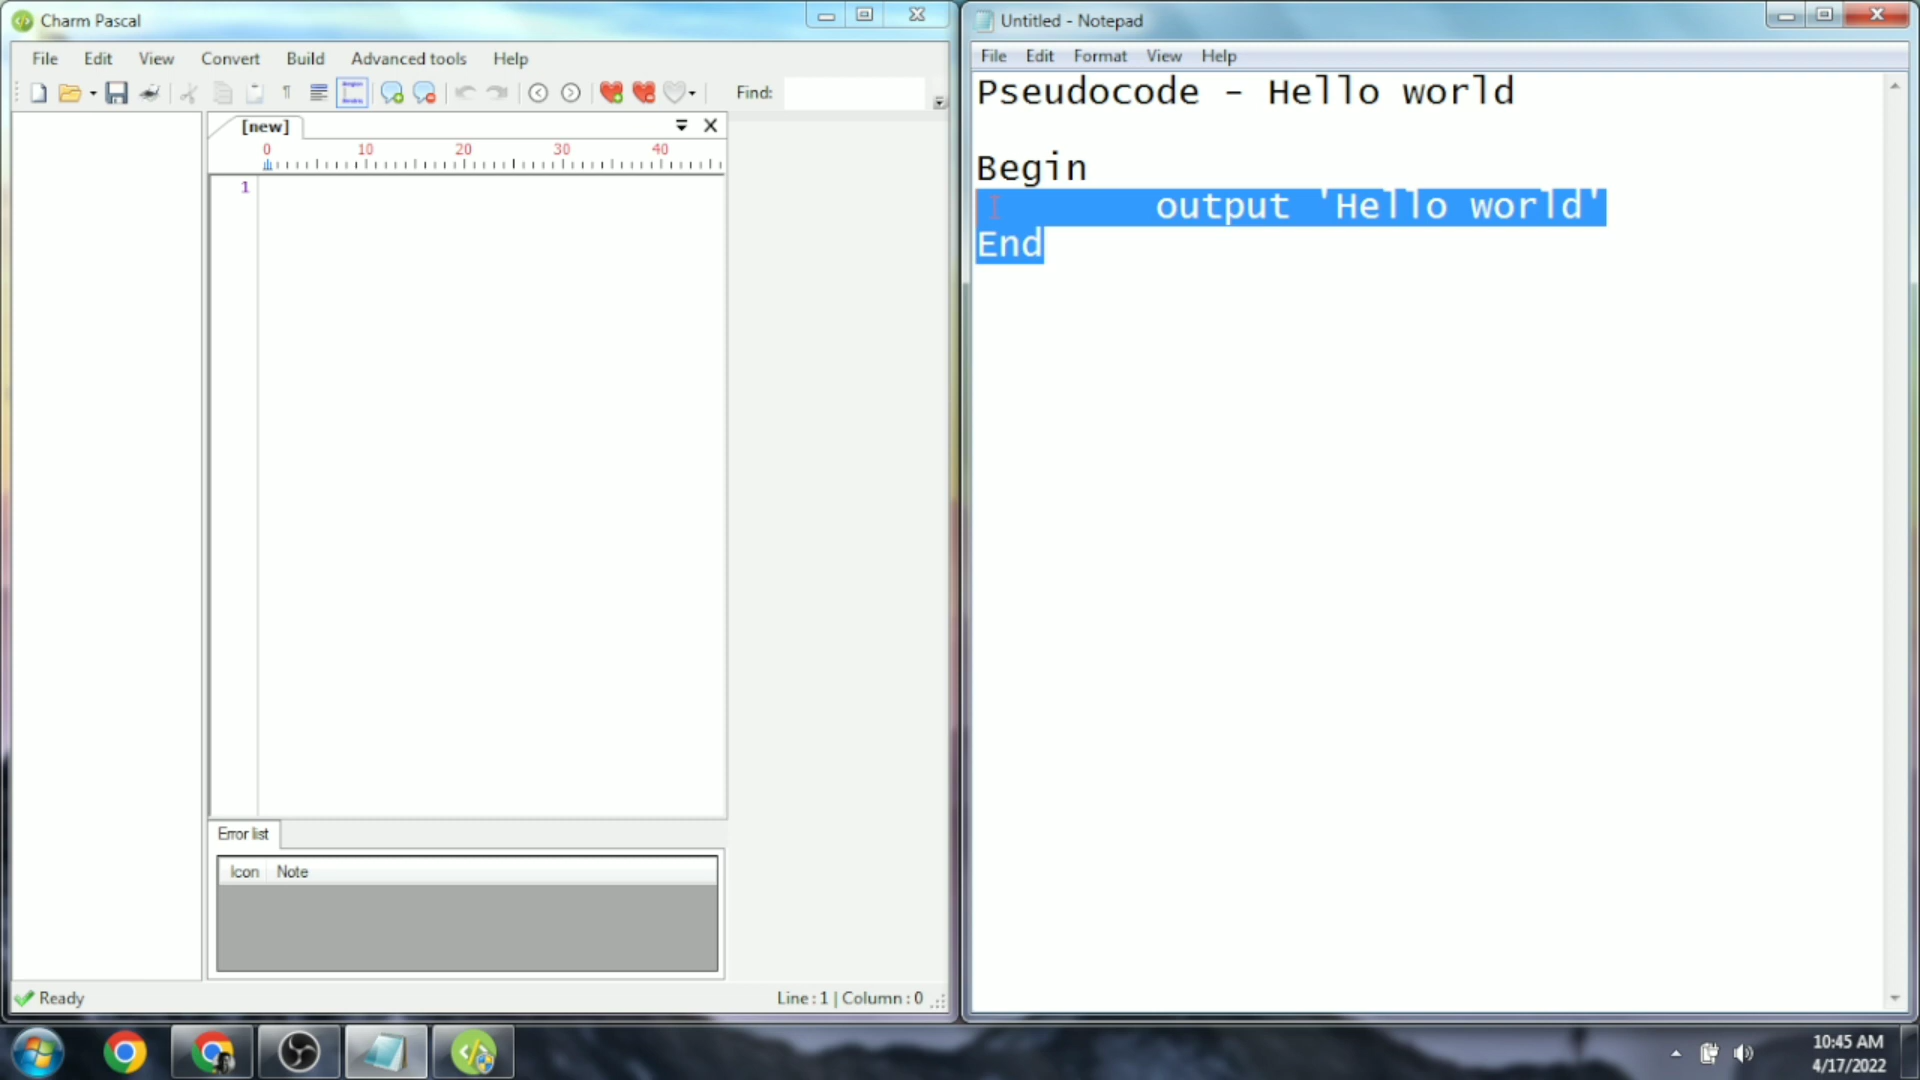 Charm Pascal
File Edit View Convert Build Advanced tools Help
Find:
[new]
0 10 20 30 40
1
Error list
Icon Note
Ready
Line : 1 | Column : 0
Untitled - Notepad
File Edit Format View Help
Pseudocode - Hello world
Begin
output 'Hello world'
End
10:45 AM
4/17/2022